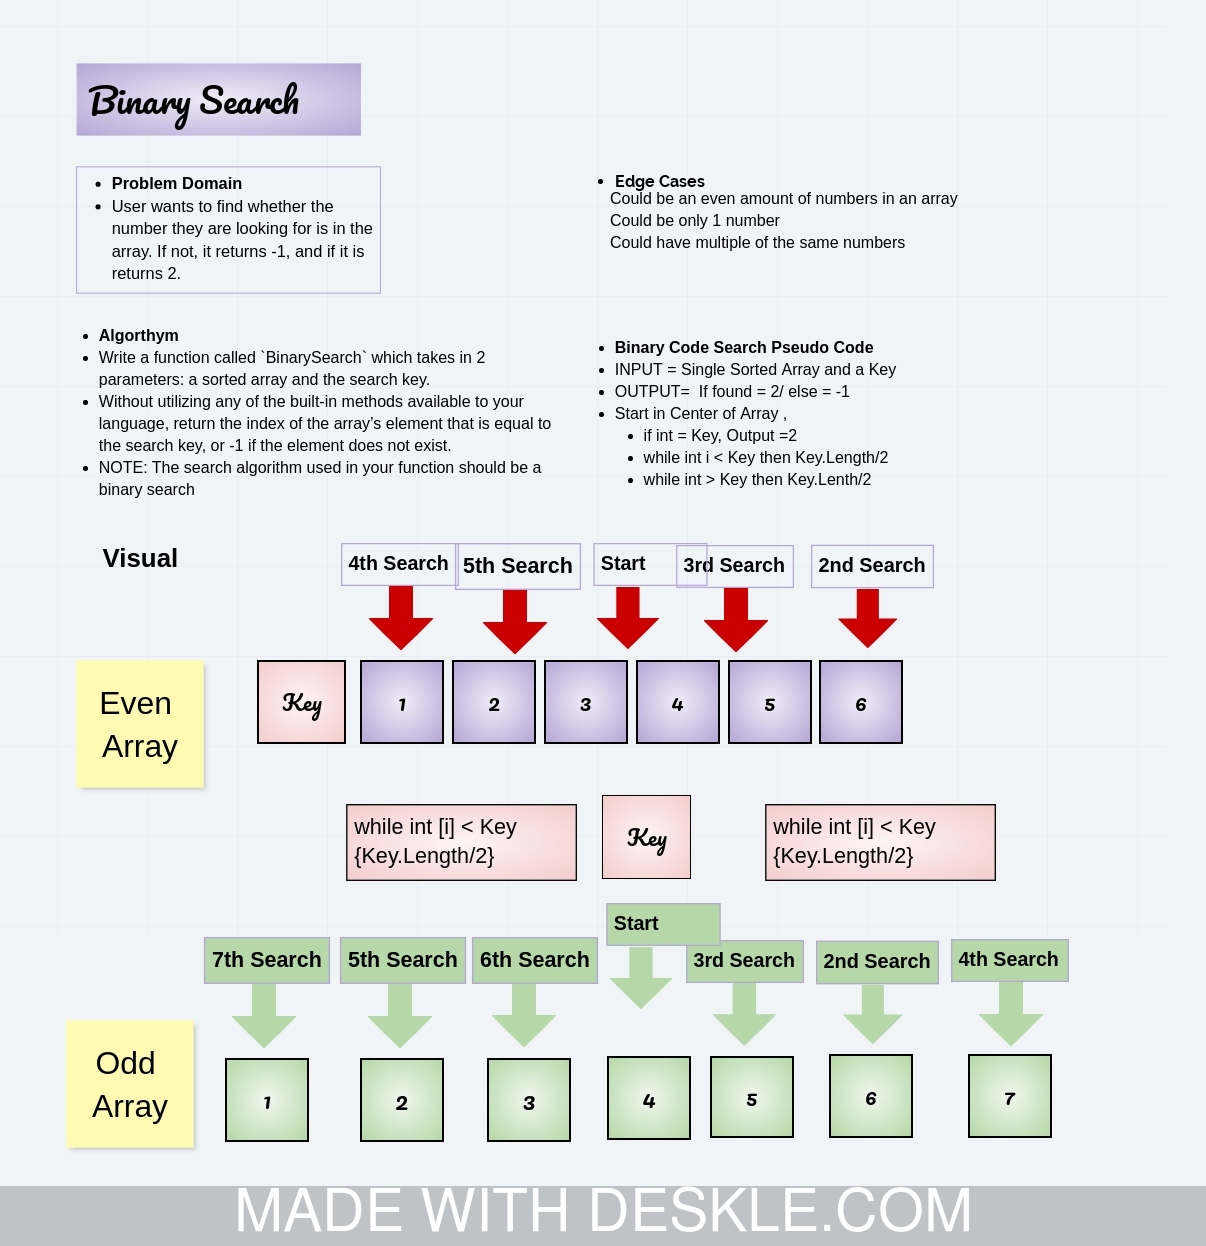 Binary Search
• Problem Domain
• User wants to find whether the
number they are looking for is in the
array. If not, it returns -1, and if it is
returns 2.
• Edge Cases
Could be an even amount of numbers in an array
Could be only 1 number
Could have multiple of the same numbers
• Algorthym
• Write a function called `BinarySearch` which takes in 2
parameters: a sorted array and the search key.
• Without utilizing any of the built-in methods available to your
language, return the index of the array's element that is equal to
the search key, or -1 if the element does not exist.
• NOTE: The search algorithm used in your function should be a
binary search
• Binary Code Search Pseudo Code
• INPUT = Single Sorted Array and a Key
• OUTPUT=  If found = 2/ else = -1
• Start in Center of Array ,
• if int = Key, Output =2
• while int i < Key then Key.Length/2
• while int > Key then Key.Lenth/2
Visual
4th Search
5th Search
Start
3rd Search
2nd Search
Even
Array
Key
1
2
3
4
5
6
while int [i] < Key
{Key.Length/2}
Key
while int [i] < Key
{Key.Length/2}
Start
7th Search
5th Search
6th Search
3rd Search
2nd Search
4th Search
Odd
Array
1
2
3
4
5
6
7
MADE WITH DESKLE.COM